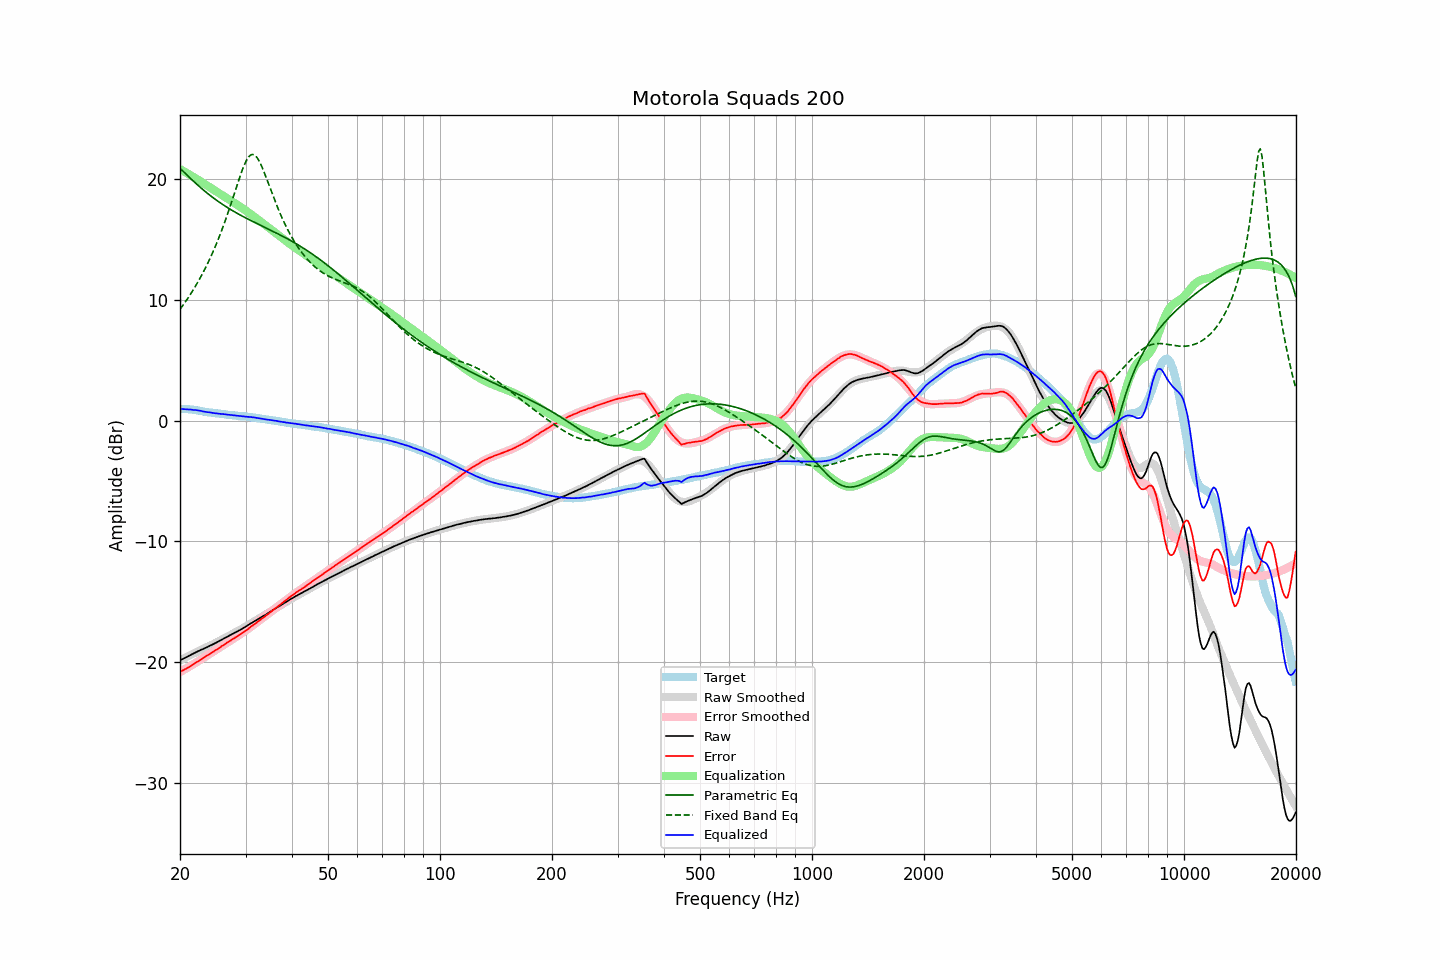 Motorola Squads 200
20
10
0
−10
−20
−30
Amplitude (dBr)
Target
Raw Smoothed
Error Smoothed
Raw
Error
Equalization
Parametric Eq
Fixed Band Eq
Equalized
20
50
100
200
500
1000
2000
5000
10000
20000
Frequency (Hz)